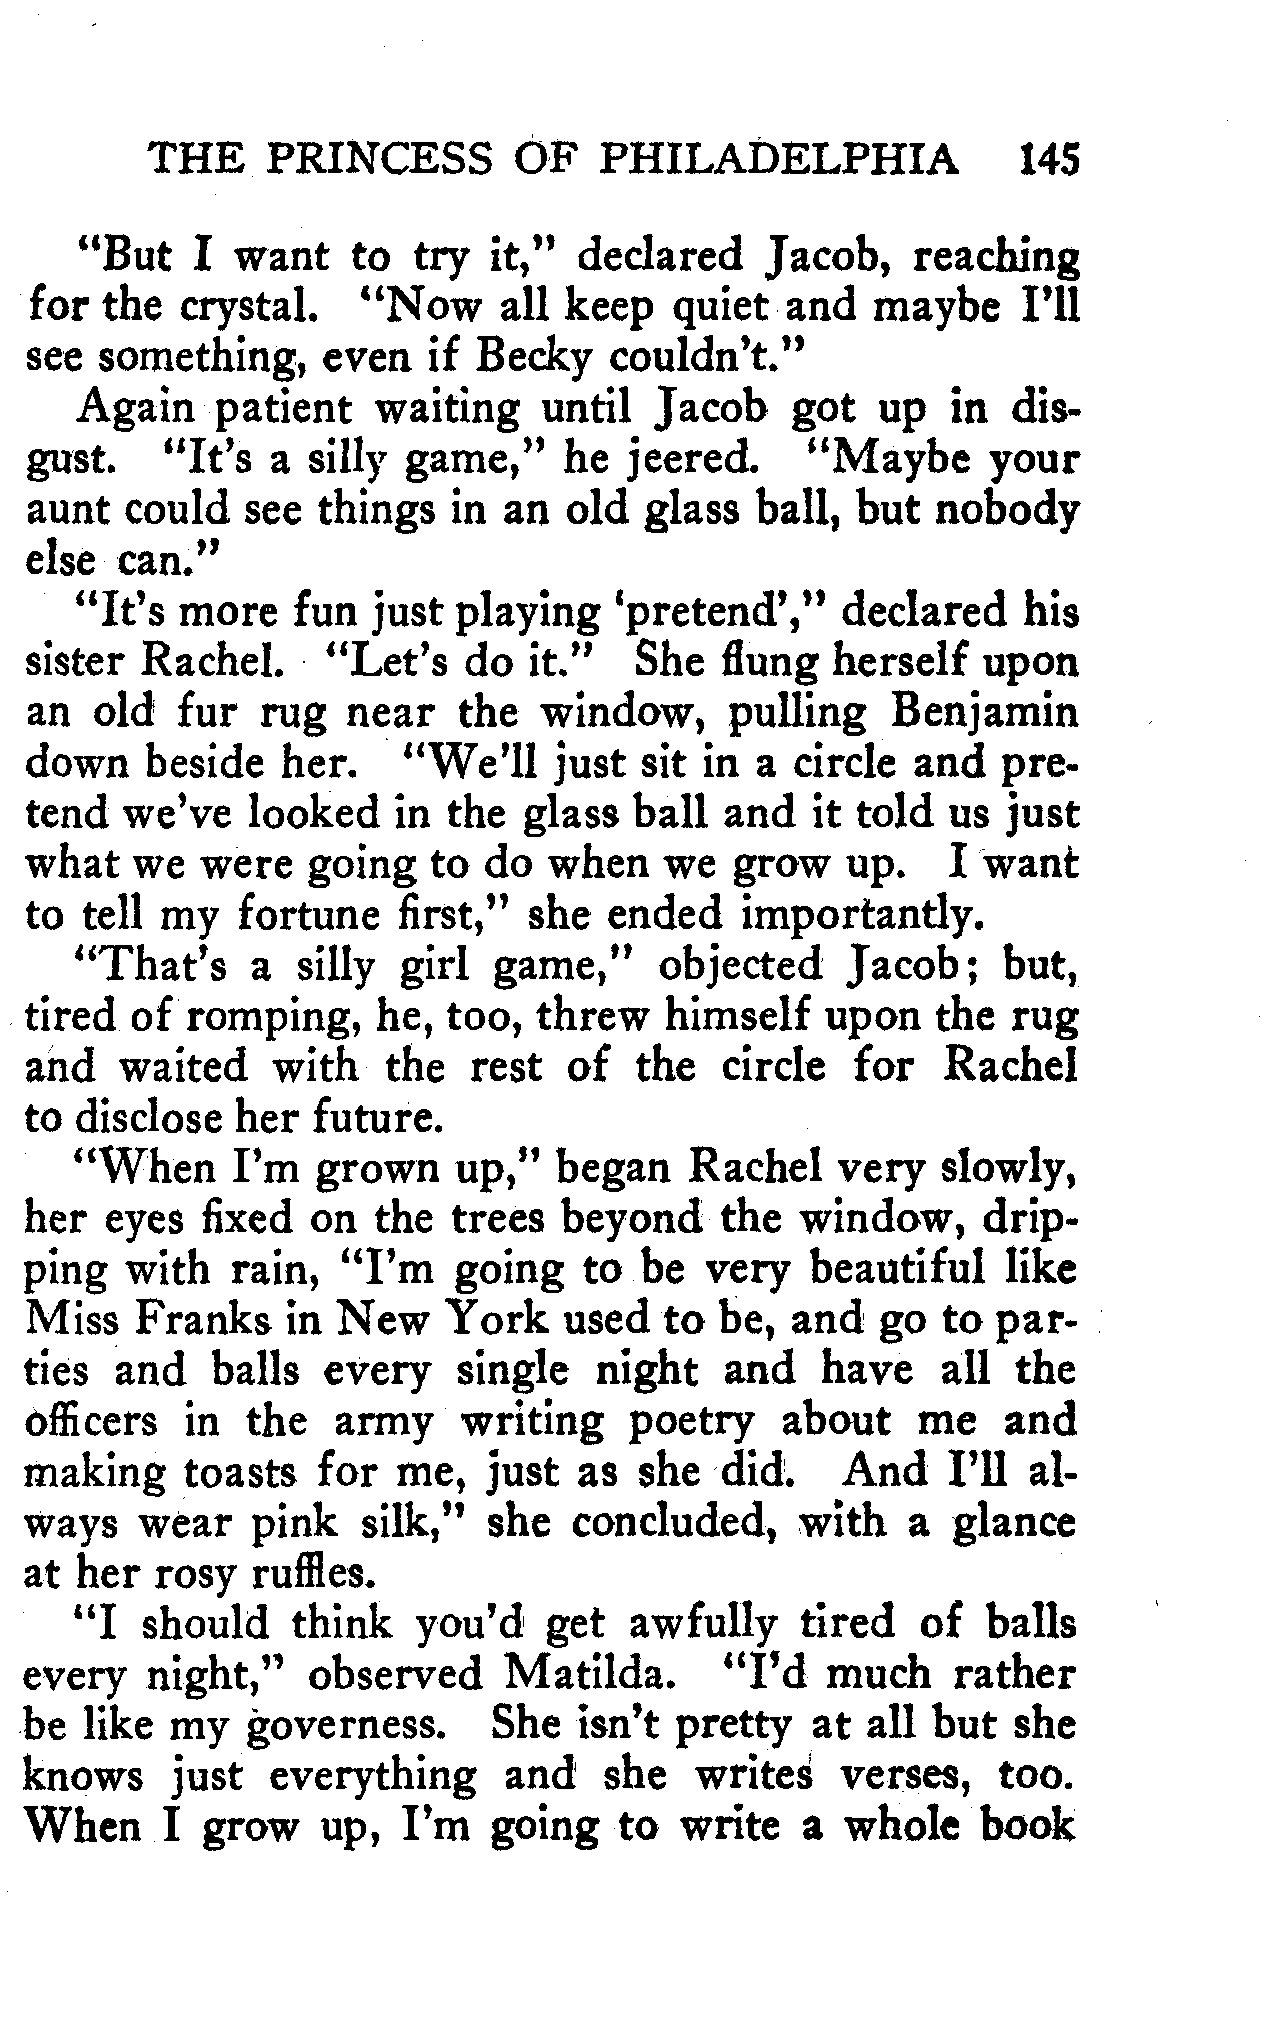 THE PRINCESS OF PHILADELPHIA 145
"But I want to try it," declared Jacob, reaching
for the crystal. "Now all keep quiet and maybe I'll
see something, even if Becky couldn't."
Again patient waiting until Jacob got up in dis-
gust. "It's a silly game," he jeered. "Maybe your
aunt could see things in an old glass ball, but nobody
else can."
"It's more fun just playing 'pretend'," declared his
sister Rachel. "Let's do it." She flung herself upon
an old fur rug near the window, pulling Benjamin
down beside her. "We'll just sit in a circle and pre-
tend we've looked in the glass ball and it told us just
what we were going to do when we grow up. I want
to tell my fortune first," she ended importantly.
"That's a silly girl game," objected Jacob; but,
tired of romping, he, too, threw himself upon the rug
and waited with the rest of the circle for Rachel
to disclose her future.
"When I'm grown up," began Rachel very slowly,
her eyes fixed on the trees beyond the window, drip-
ping with rain, "I'm going to be very beautiful like
Miss Franks in New York used to be, and go to par-
ties and balls every single night and have all the
officers in the army writing poetry about me and
making toasts for me, just as she did. And I'll al-
ways wear pink silk," she concluded, with a glance
at her rosy ruffles.
"I should think you'd get awfully tired of balls
every night," observed Matilda. "I'd much rather
be like my governess. She isn't pretty at all but she
knows just everything and she writes verses, too.
When I grow up, I'm going to write a whole book